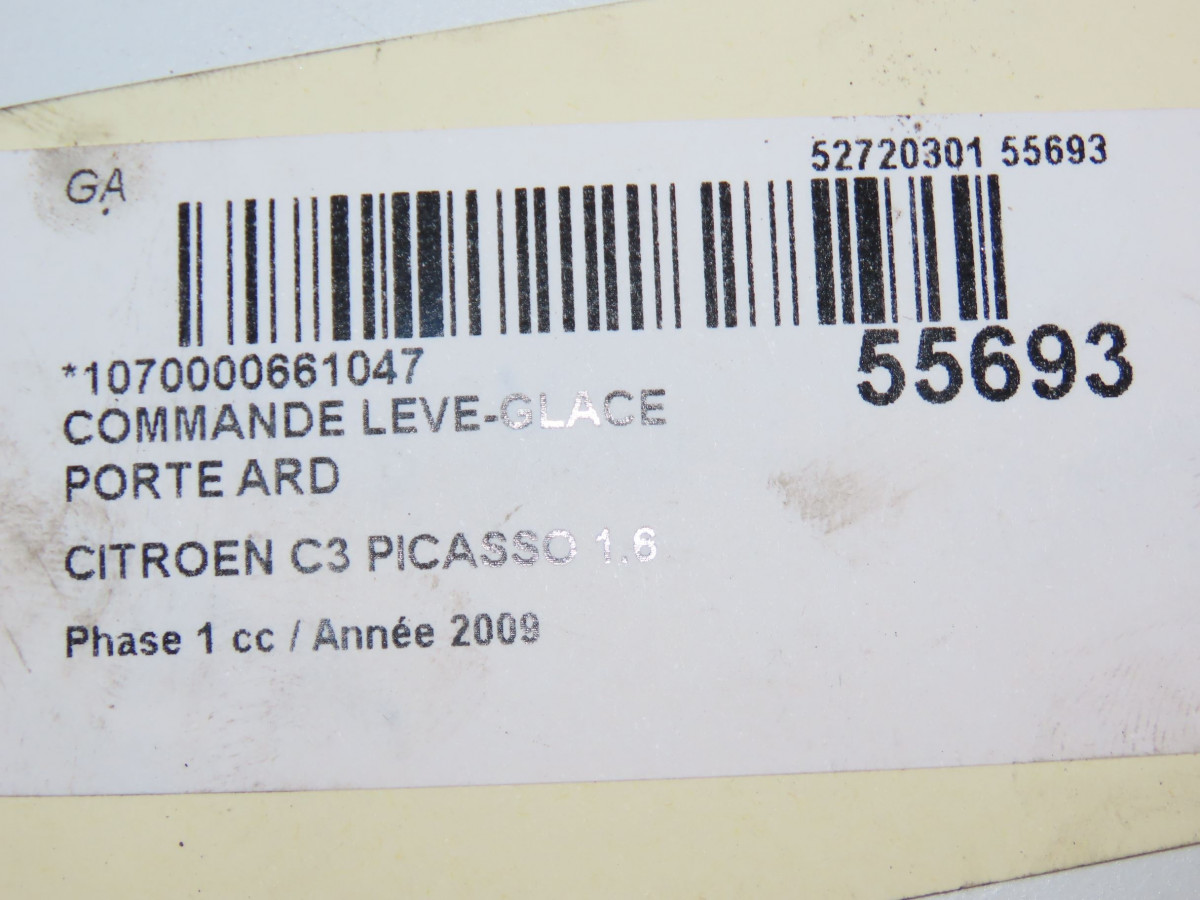 52720301 55693
GA
55693
*1070000661047
COMMANDE LEVE-GLACE
PORTE ARD
CITROEN C3 PICASSO 1.6
Phase 1 cc / Année 2009